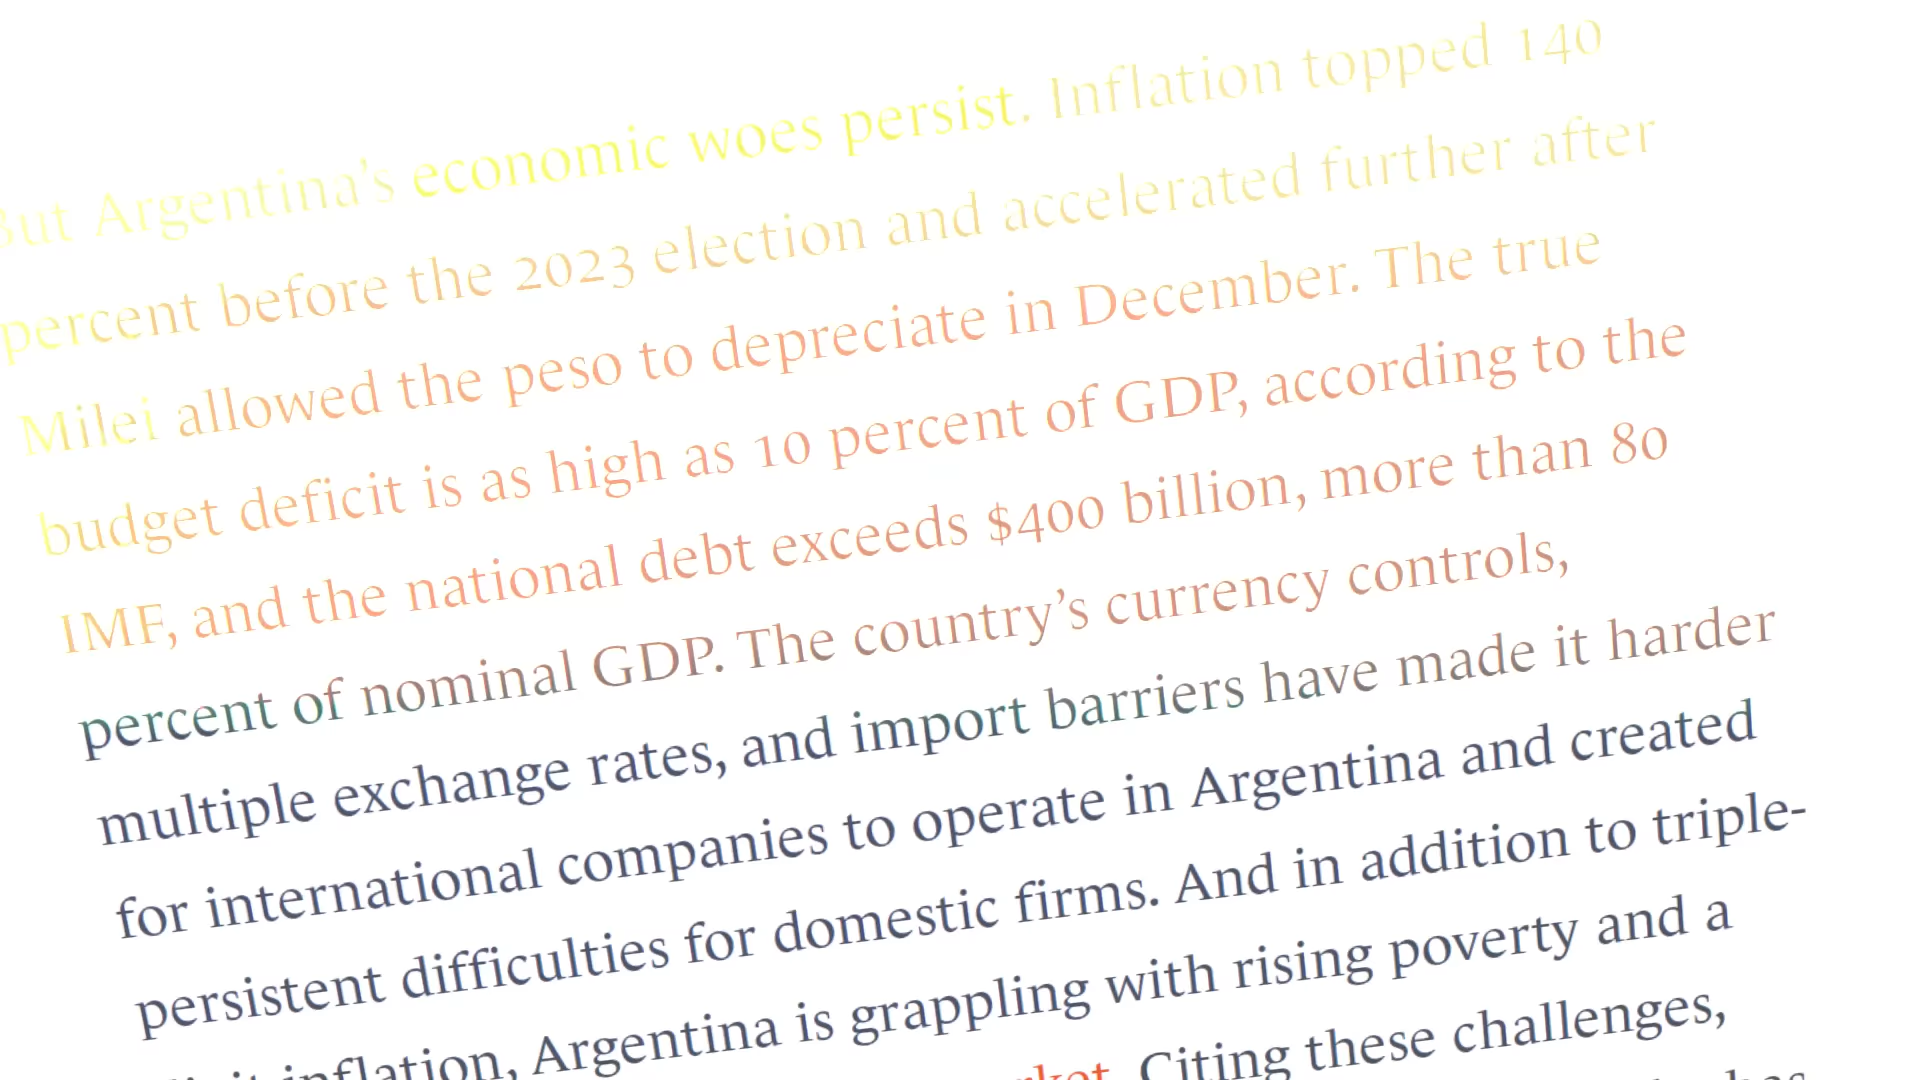 But Argentina's economic woes persist. Inflation topped 140
percent before the 2023 election and accelerated further after
Milei allowed the peso to depreciate in December. The true
budget deficit is as high as 10 percent of GDP, according to the
IMF, and the national debt exceeds $400 billion, more than 80
percent of nominal GDP. The country’s currency controls,
multiple exchange rates, and import barriers have made it harder
for international companies to operate in Argentina and created
persistent difficulties for domestic firms. And in addition to triple-
inflation, Argentina is grappling with rising poverty and a
Citing these challenges,